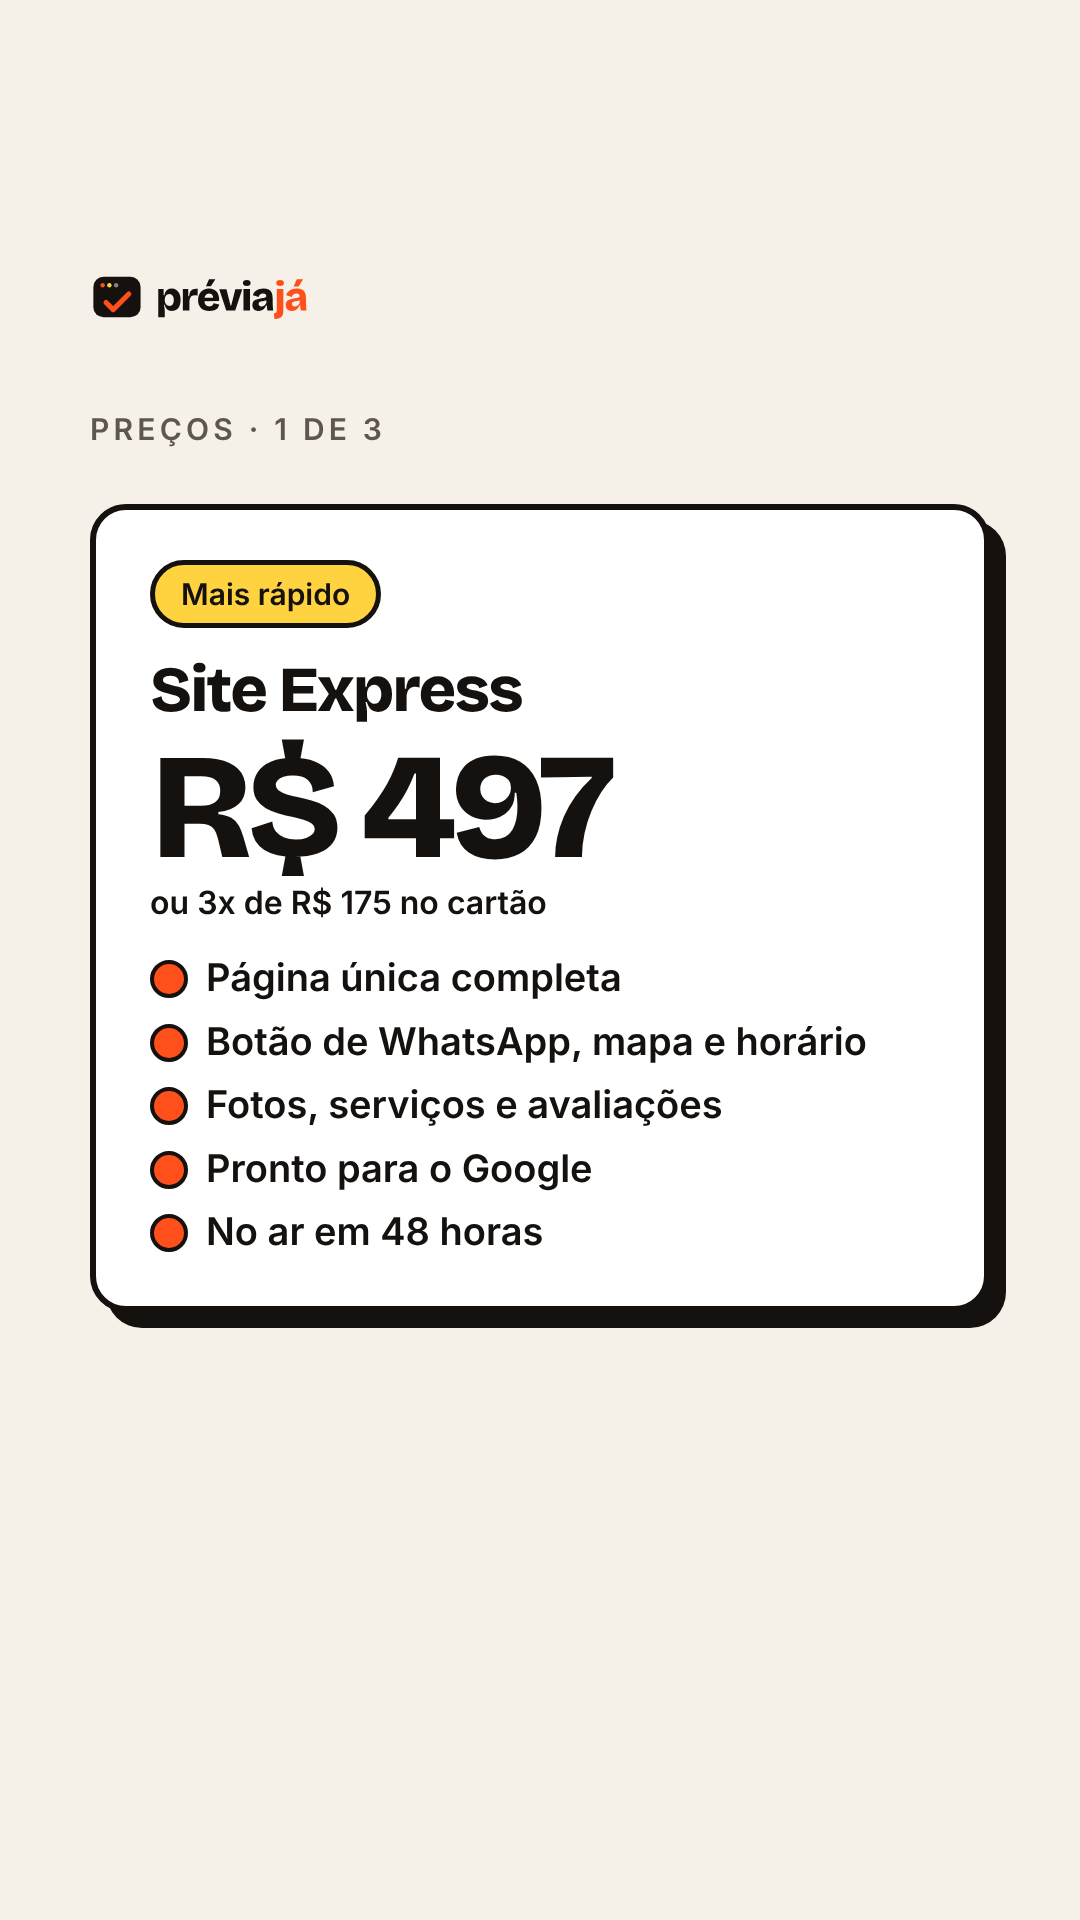 préviajá
PREÇOS · 1 DE 3
Mais rápido
Site Express
R$ 497
ou 3x de R$ 175 no cartão
Página única completa
Botão de WhatsApp, mapa e horário
Fotos, serviços e avaliações
Pronto para o Google
No ar em 48 horas